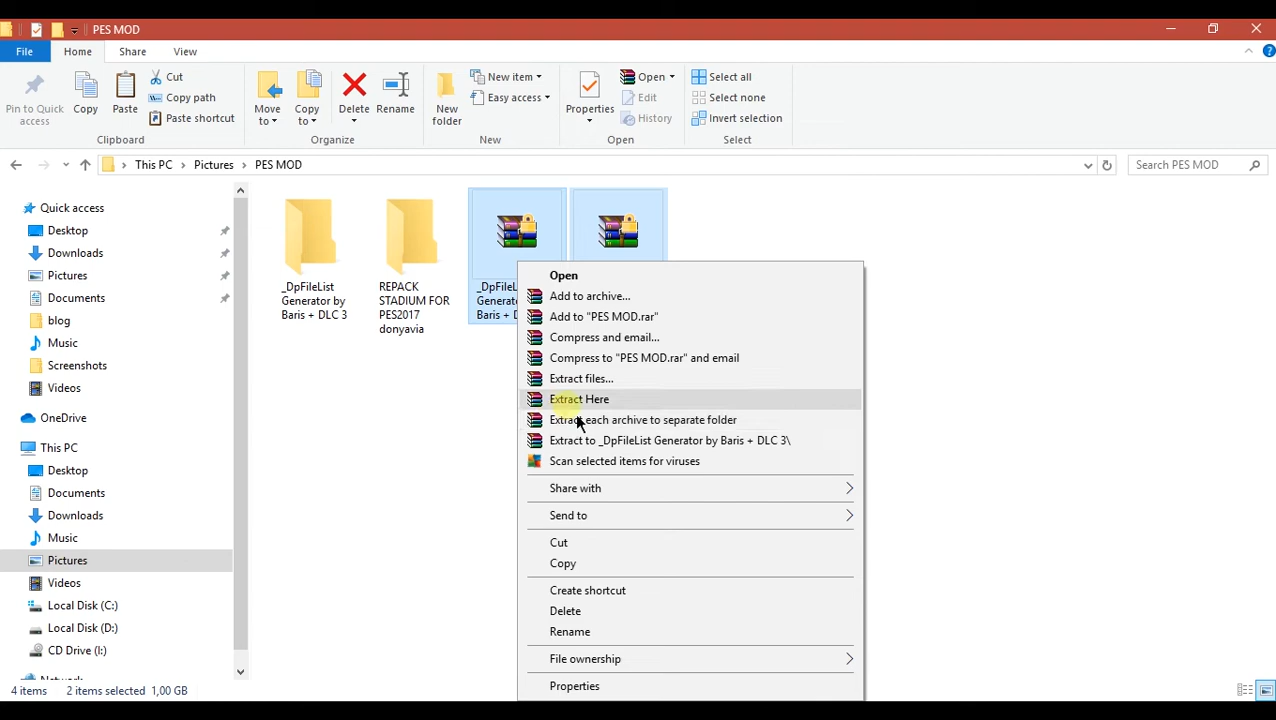 PES MOD
File Home Share View
Pin to Quick access
Copy
Paste
Cut
Copy path
Paste shortcut
Clipboard
Move to
Copy to
Delete
Rename
Organize
New folder
New item
Easy access
New
Properties
Open
Edit
History
Open
Select all
Select none
Invert selection
Select
This PC Pictures PES MOD
Search PES MOD
Quick access
Desktop
Downloads
Pictures
Documents
blog
Music
Screenshots
Videos
OneDrive
This PC
Desktop
Documents
Downloads
Music
Pictures
Videos
Local Disk (C:)
Local Disk (D:)
CD Drive (I:)
_DpFileList
Generator by
Baris + DLC 3
REPACK
STADIUM FOR
PES2017
donyavia
Open
Add to archive...
Add to "PES MOD.rar"
Compress and email...
Compress to "PES MOD.rar" and email
Extract files...
Extract Here
Extract each archive to separate folder
Extract to _DpFileList Generator by Baris + DLC 3\
Scan selected items for viruses
Share with
Send to
Cut
Copy
Create shortcut
Delete
Rename
File ownership
Properties
4 items 2 items selected 1,00 GB